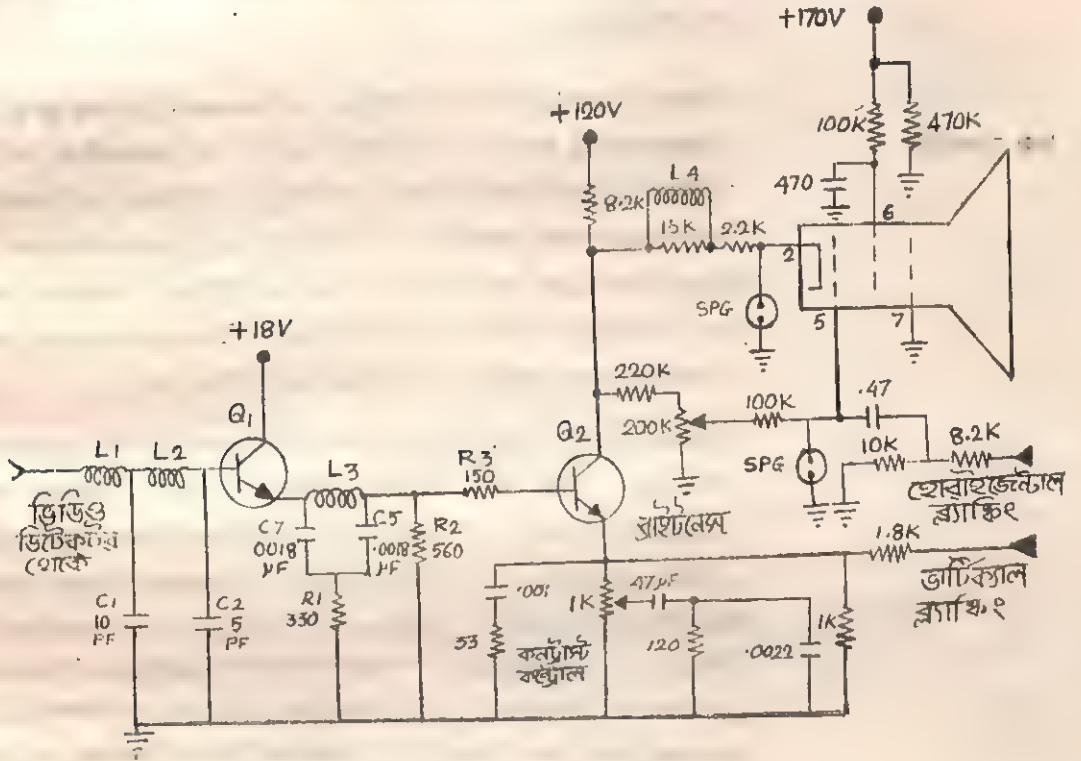 +170V
100K
470K
+120V
470
L4
8.2K
15K
2.2K
6
2
SPG
5
7
+18V
220K
100K
.47
Q1
Q2
200K
10K
8.2K
L1
L2
L3
R3
150
SPG
হোরাইজেন্টাল
ব্ল্যাঙ্কিং
ভিডিও
ডিটেকটর
থেকে
C7
.0018
µF
C5
.0018
µF
R2
560
ব্রাইটনেস
1.8K
ভার্টিক্যাল
ব্ল্যাঙ্কিং
C1
10
PF
C2
5
PF
R1
330
.001
53
1K
47µF
কনট্রাস্ট
কন্ট্রোল
120
.0022
1K